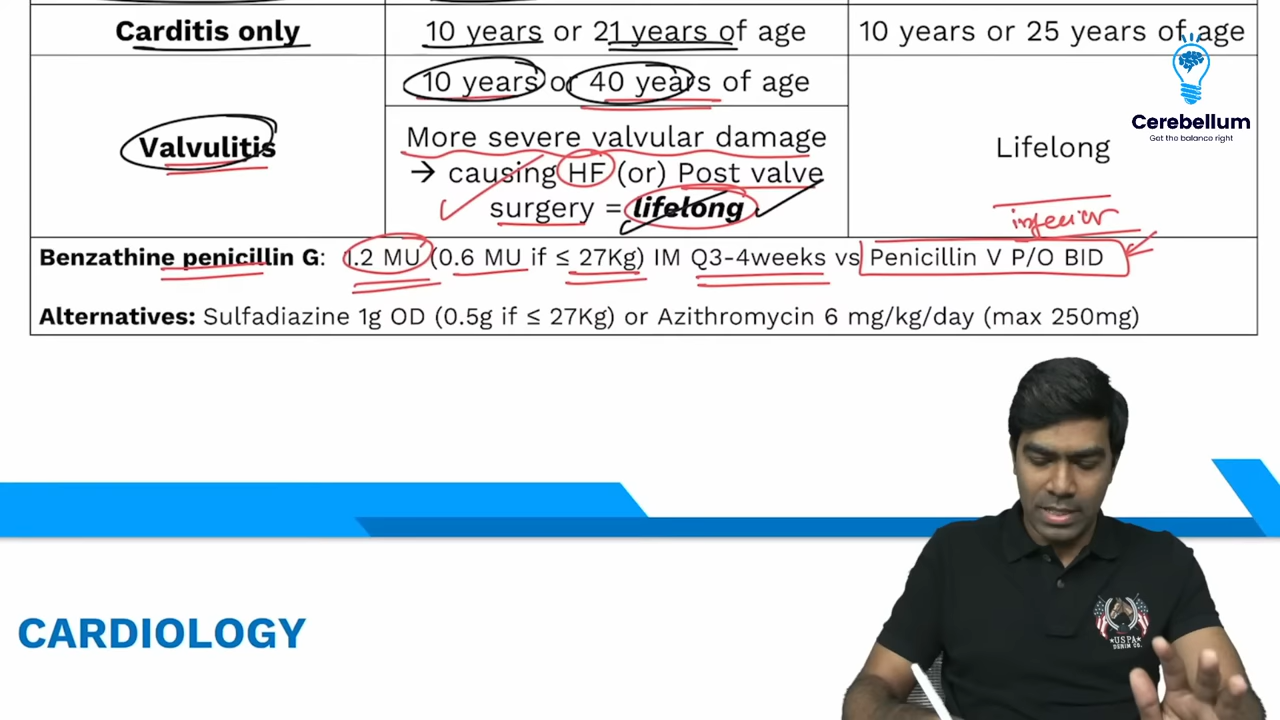 Carditis only 10 years or 21 years of age 10 years or 25 years of age
10 years or 40 years of age
Valvulitis More severe valvular damage Lifelong
→ causing HF (or) Post valve
surgery = lifelong
inferior
Benzathine penicillin G: 1.2 MU (0.6 MU if ≤ 27Kg) IM Q3-4weeks vs Penicillin V P/O BID
Alternatives: Sulfadiazine 1g OD (0.5g if ≤ 27Kg) or Azithromycin 6 mg/kg/day (max 250mg)
Cerebellum
Get the balance right
CARDIOLOGY
USPA
DENIM CO.